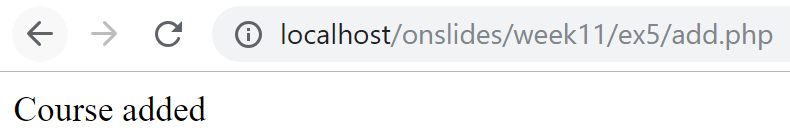 localhost/onslides/week11/ex5/add.php
Course added